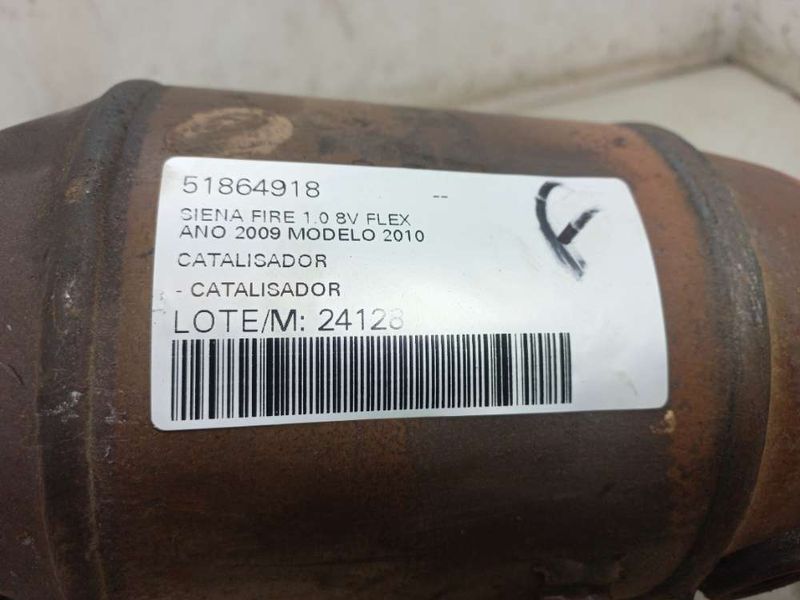 51864918 --
SIENA FIRE 1.0 8V FLEX
ANO 2009 MODELO 2010
CATALISADOR
- CATALISADOR
LOTE/M: 24128